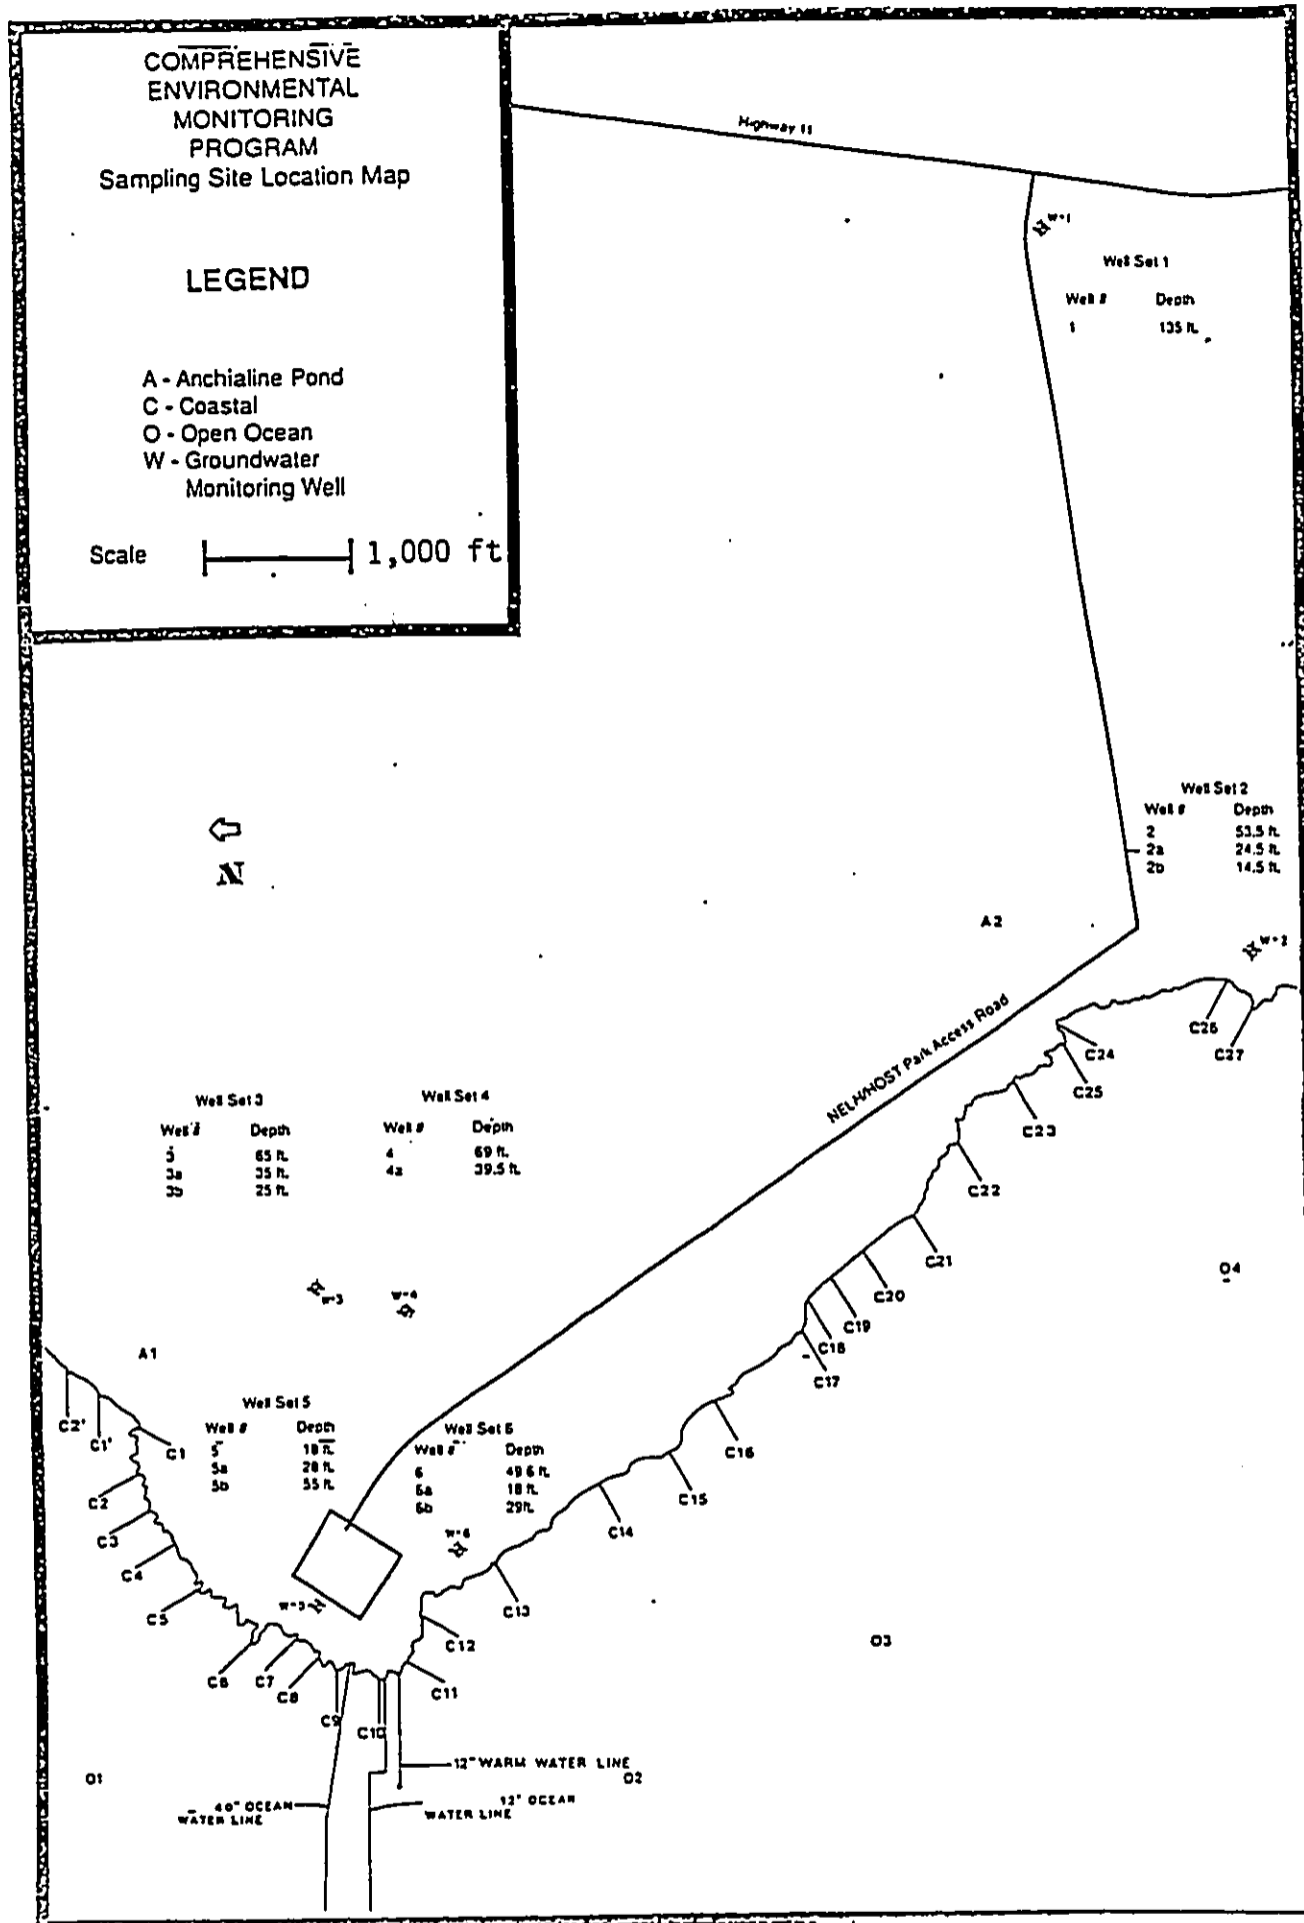 COMPREHENSIVE
ENVIRONMENTAL
MONITORING
PROGRAM
Sampling Site Location Map
LEGEND
A - Anchialine Pond
C - Coastal
O - Open Ocean
W - Groundwater
Monitoring Well
Scale 1,000 ft
Highway 11
W-1
Well Set 1
Well # Depth
1 135 ft.
N
Well Set 2
Well # Depth
2 53.5 ft.
2a 24.5 ft.
2b 14.5 ft.
A2
W-2
NELH/HOST Park Access Road
C26
C27
C24
C25
C23
C22
C21
C20
C19
C18
C17
O4
Well Set 3
Well # Depth
3 65 ft.
3a 35 ft.
3b 25 ft.
Well Set 4
Well # Depth
4 69 ft.
4a 39.5 ft.
W-3
W-4
A1
C2'
C1'
C1
C2
C3
C4
C5
Well Set 5
Well # Depth
5 18 ft.
5a 28 ft.
5b 55 ft.
Well Set 6
Well # Depth
6 49.6 ft.
6a 18 ft.
6b 29 ft.
W-6
C16
C15
C14
C13
C12
C11
O3
C6
C7
C8
C9
C10
O1
O2
12" WARM WATER LINE
40" OCEAN
WATER LINE
12" OCEAN
WATER LINE